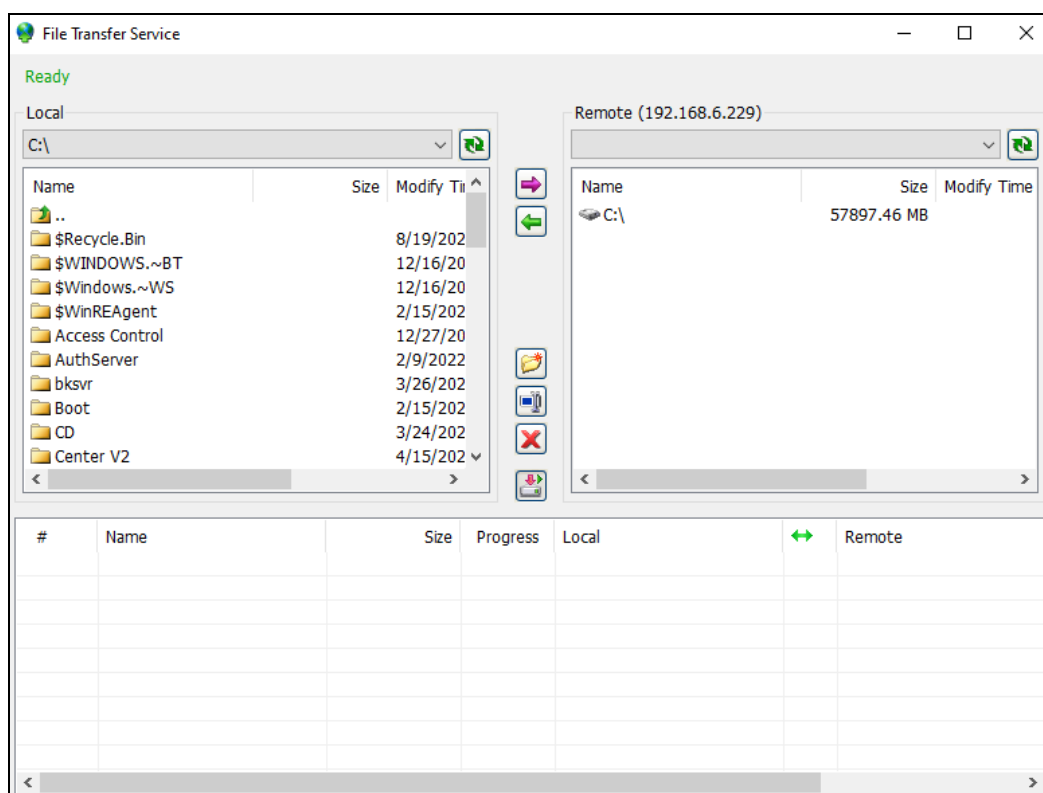 File Transfer Service
Ready
Local
C:\
Name Size Modify Ti
..
$Recycle.Bin 8/19/202
$WINDOWS.~BT 12/16/20
$Windows.~WS 12/16/20
$WinREAgent 2/15/202
Access Control 12/27/20
AuthServer 2/9/2022
bksvr 3/26/202
Boot 2/15/202
CD 3/24/202
Center V2 4/15/202
Remote (192.168.6.229)
Name Size Modify Time
C:\ 57897.46 MB
# Name Size Progress Local Remote